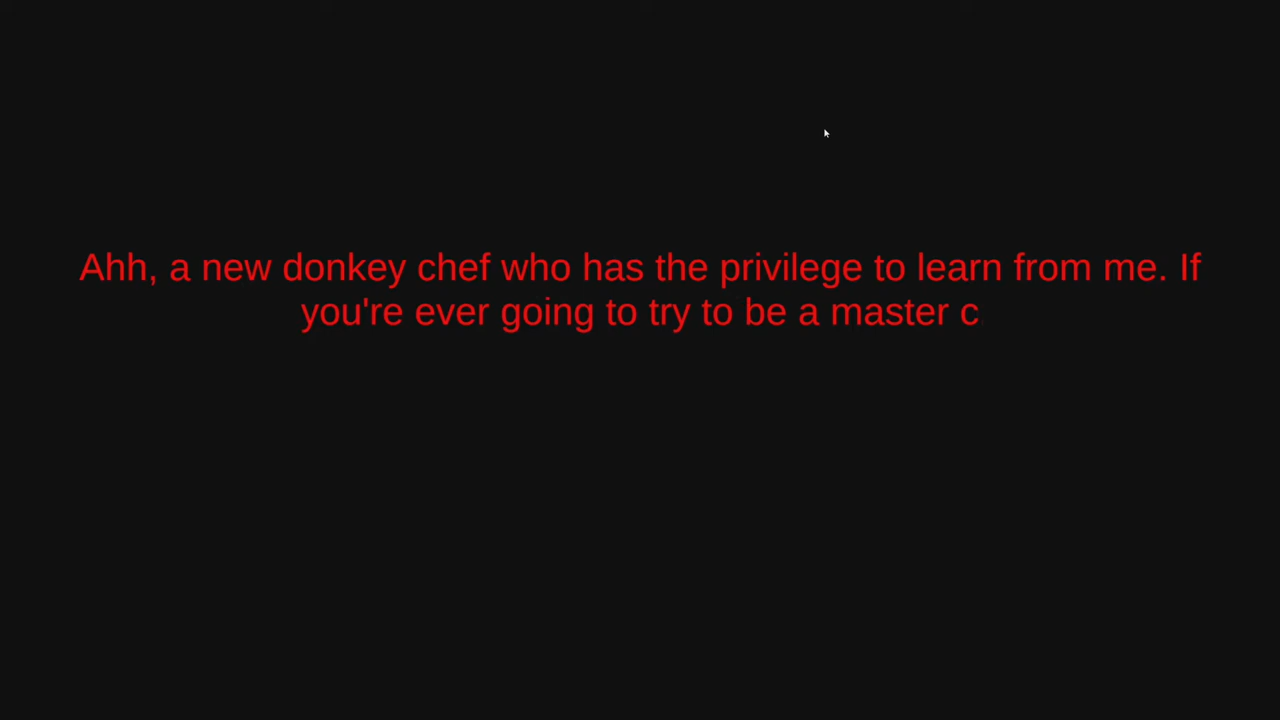 Ahh, a new donkey chef who has the privilege to learn from me. If
you're ever going to try to be a master c